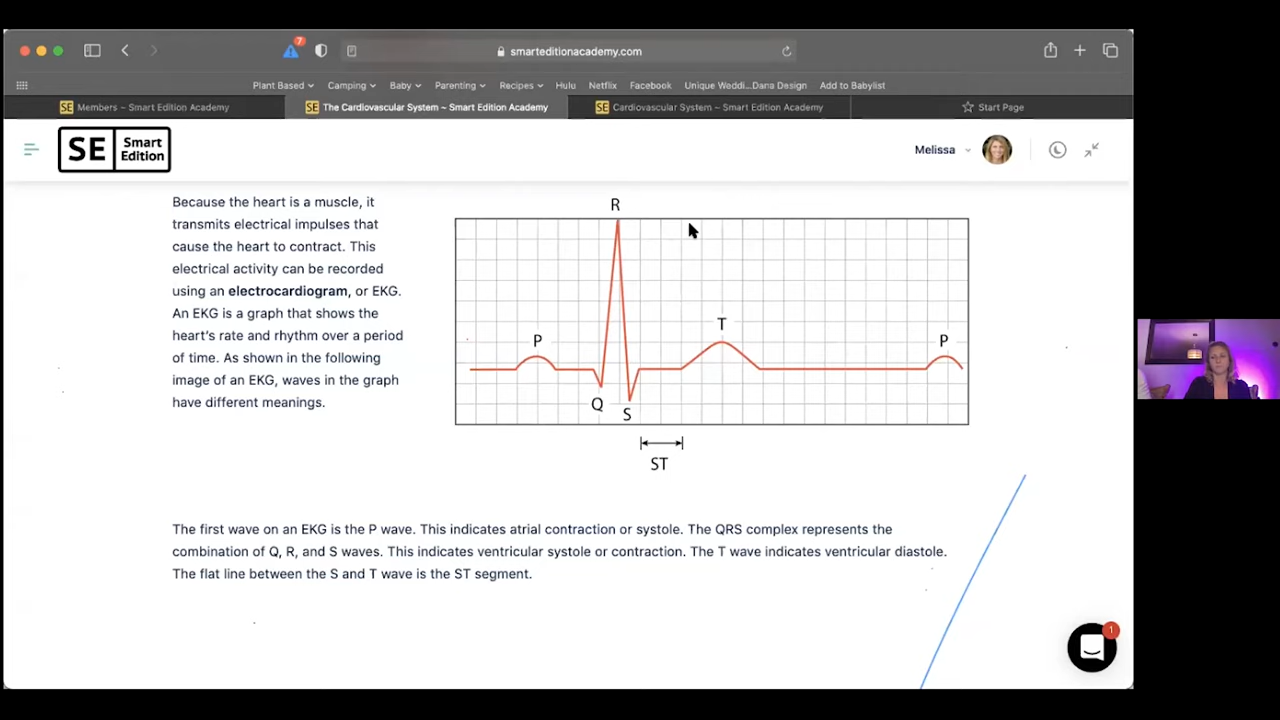 7
smarteditionacademy.com
Plant Based Camping Baby Parenting Recipes Hulu Netflix Facebook Unique Weddi...Dana Design Add to Babylist
SE Members ~ Smart Edition Academy SE The Cardiovascular System ~ Smart Edition Academy SE Cardiovascular System ~ Smart Edition Academy Start Page
SE Smart
Edition
Melissa
Because the heart is a muscle, it
transmits electrical impulses that
cause the heart to contract. This
electrical activity can be recorded
using an electrocardiogram, or EKG.
An EKG is a graph that shows the
heart's rate and rhythm over a period
of time. As shown in the following
image of an EKG, waves in the graph
have different meanings.
R
T
P
P
Q
S
ST
The first wave on an EKG is the P wave. This indicates atrial contraction or systole. The QRS complex represents the
combination of Q, R, and S waves. This indicates ventricular systole or contraction. The T wave indicates ventricular diastole.
The flat line between the S and T wave is the ST segment.
1